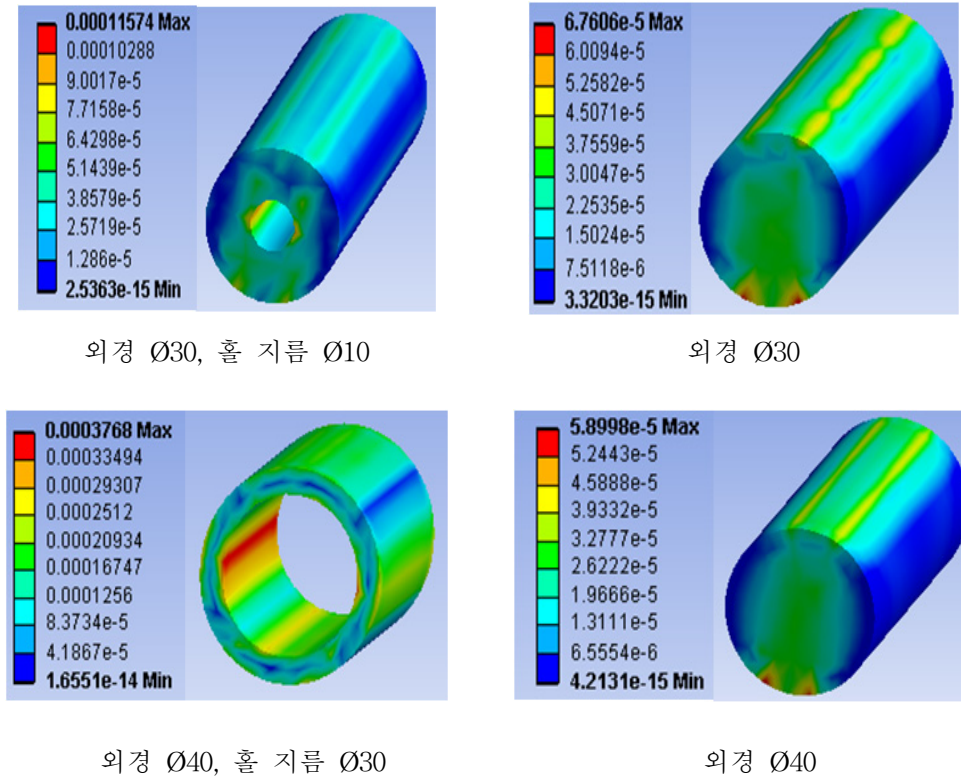 0.00011574 Max
0.00010288
9.0017e-5
7.7158e-5
6.4298e-5
5.1439e-5
3.8579e-5
2.5719e-5
1.286e-5
2.5363e-15 Min
외경 Ø30, 홀 지름 Ø10
6.7606e-5 Max
6.0094e-5
5.2582e-5
4.5071e-5
3.7559e-5
3.0047e-5
2.2535e-5
1.5024e-5
7.5118e-6
3.3203e-15 Min
외경 Ø30
0.0003768 Max
0.00033494
0.00029307
0.0002512
0.00020934
0.00016747
0.0001256
8.3734e-5
4.1867e-5
1.6551e-14 Min
외경 Ø40, 홀 지름 Ø30
5.8998e-5 Max
5.2443e-5
4.5888e-5
3.9332e-5
3.2777e-5
2.6222e-5
1.9666e-5
1.3111e-5
6.5554e-6
4.2131e-15 Min
외경 Ø40